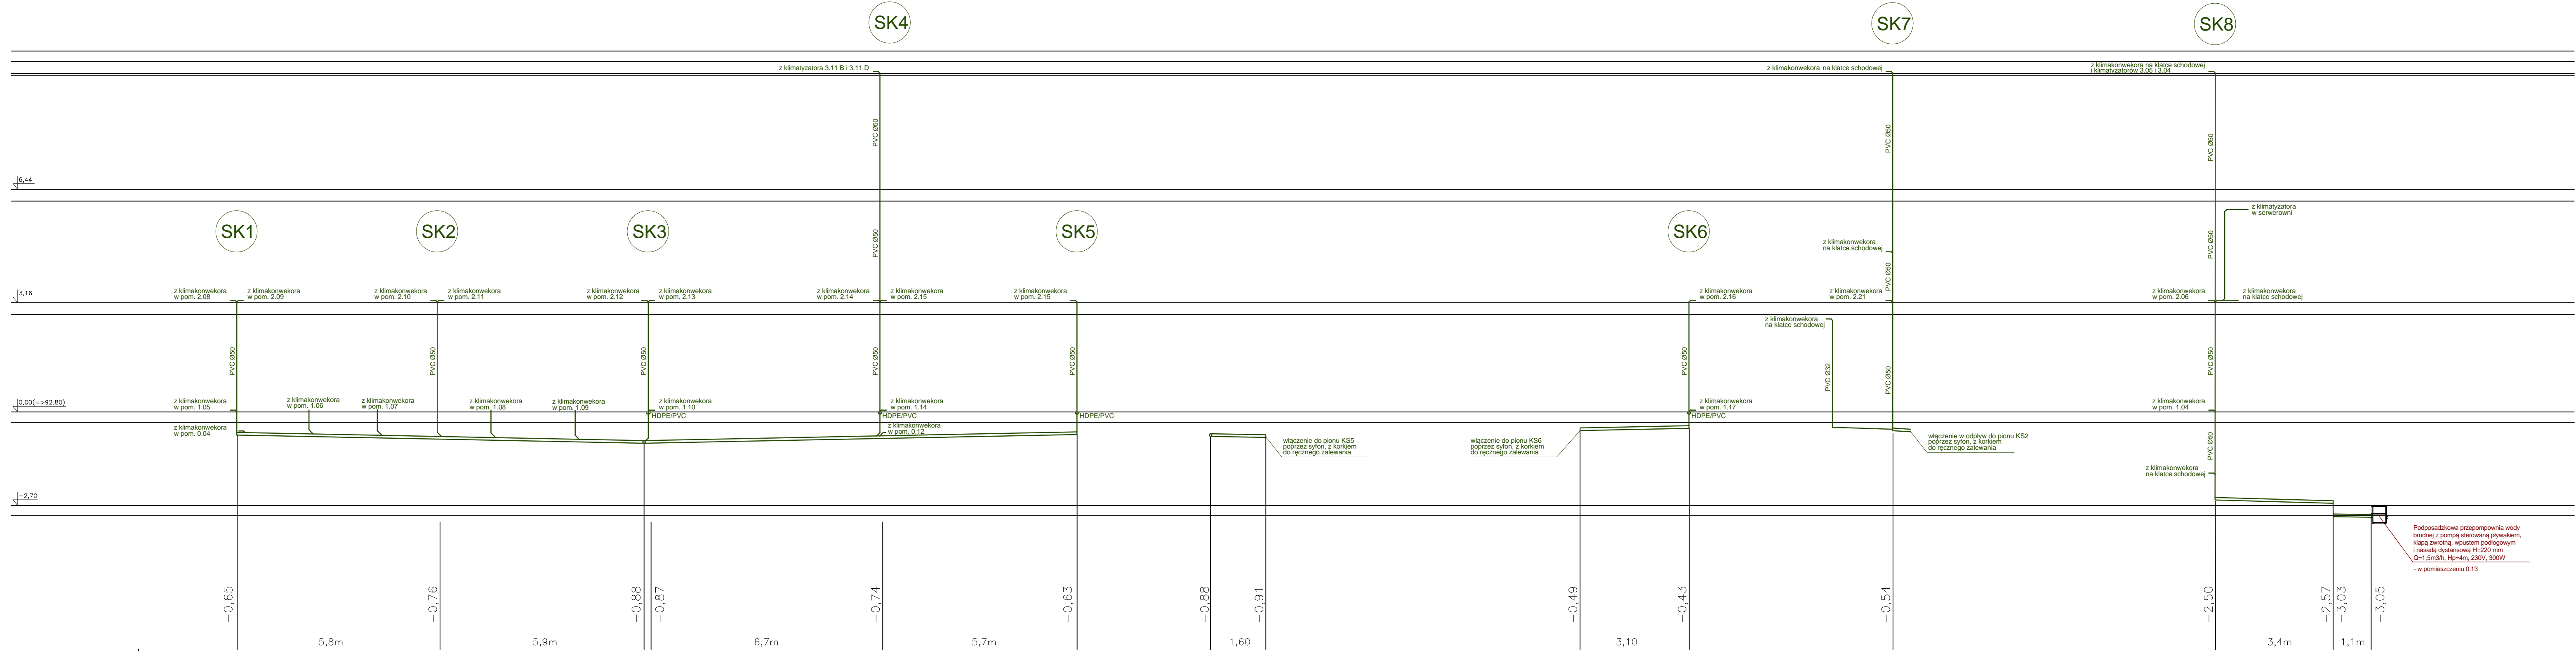 SK4
SK7
SK8
z klimatyzatora 3.11 B i 3.11 D
z klimakonwekora na klatce schodowej
z klimakonwekora na klatce schodowej
i klimatyzatorów 3.05 i 3.04
PVC Ø50
PVC Ø50
PVC Ø50
6,44
SK1
SK2
SK3
SK5
SK6
z klimatyzatora
w serwerowni
PVC Ø50
z klimakonwekora
na klatce schodowej
PVC Ø50
PVC Ø50
3,16
z klimakonwekora
w pom. 2.08
z klimakonwekora
w pom. 2.09
z klimakonwekora
w pom. 2.10
z klimakonwekora
w pom. 2.11
z klimakonwekora
w pom. 2.12
z klimakonwekora
w pom. 2.13
z klimakonwekora
w pom. 2.14
z klimakonwekora
w pom. 2.15
z klimakonwekora
w pom. 2.15
z klimakonwekora
w pom. 2.16
z klimakonwekora
w pom. 2.21
z klimakonwekora
w pom. 2.06
z klimakonwekora
na klatce schodowej
z klimakonwekora
na klatce schodowej
PVC Ø50
PVC Ø50
PVC Ø50
PVC Ø50
PVC Ø50
PVC Ø50
PVC Ø32
PVC Ø50
PVC Ø50
0,00(=>92,80)
z klimakonwekora
w pom. 1.05
z klimakonwekora
w pom. 1.06
z klimakonwekora
w pom. 1.07
z klimakonwekora
w pom. 1.08
z klimakonwekora
w pom. 1.09
z klimakonwekora
w pom. 1.10
z klimakonwekora
w pom. 1.14
z klimakonwekora
w pom. 1.17
z klimakonwekora
w pom. 1.04
HDPE/PVC
HDPE/PVC
HDPE/PVC
HDPE/PVC
z klimakonwekora
w pom. 0.04
z klimakonwekora
w pom. 0.12
włączenie do pionu KS5
poprzez syfon, z korkiem
do ręcznego zalewania
włączenie do pionu KS6
poprzez syfon, z korkiem
do ręcznego zalewania
włączenie w odpływ do pionu KS2
poprzez syfon, z korkiem
do ręcznego zalewania
PVC Ø50
z klimakonwekora
na klatce schodowej
-2,70
Podposadzkowa przepompownia wody
brudnej z pompą sterowaną pływakiem,
klapą zwrotną, wpustem podłogowym
i nasadą dystansową H=220 mm
Q=1,5m3/h, Hp=4m, 230V, 300W
- w pomieszczeniu 0.13
-0,65
-0,76
-0,88
-0,87
-0,74
-0,63
-0,88
-0,91
-0,49
-0,43
-0,54
-2,50
-2,57
-3,03
-3,05
5,8m
5,9m
6,7m
5,7m
1,60
3,10
3,4m
1,1m